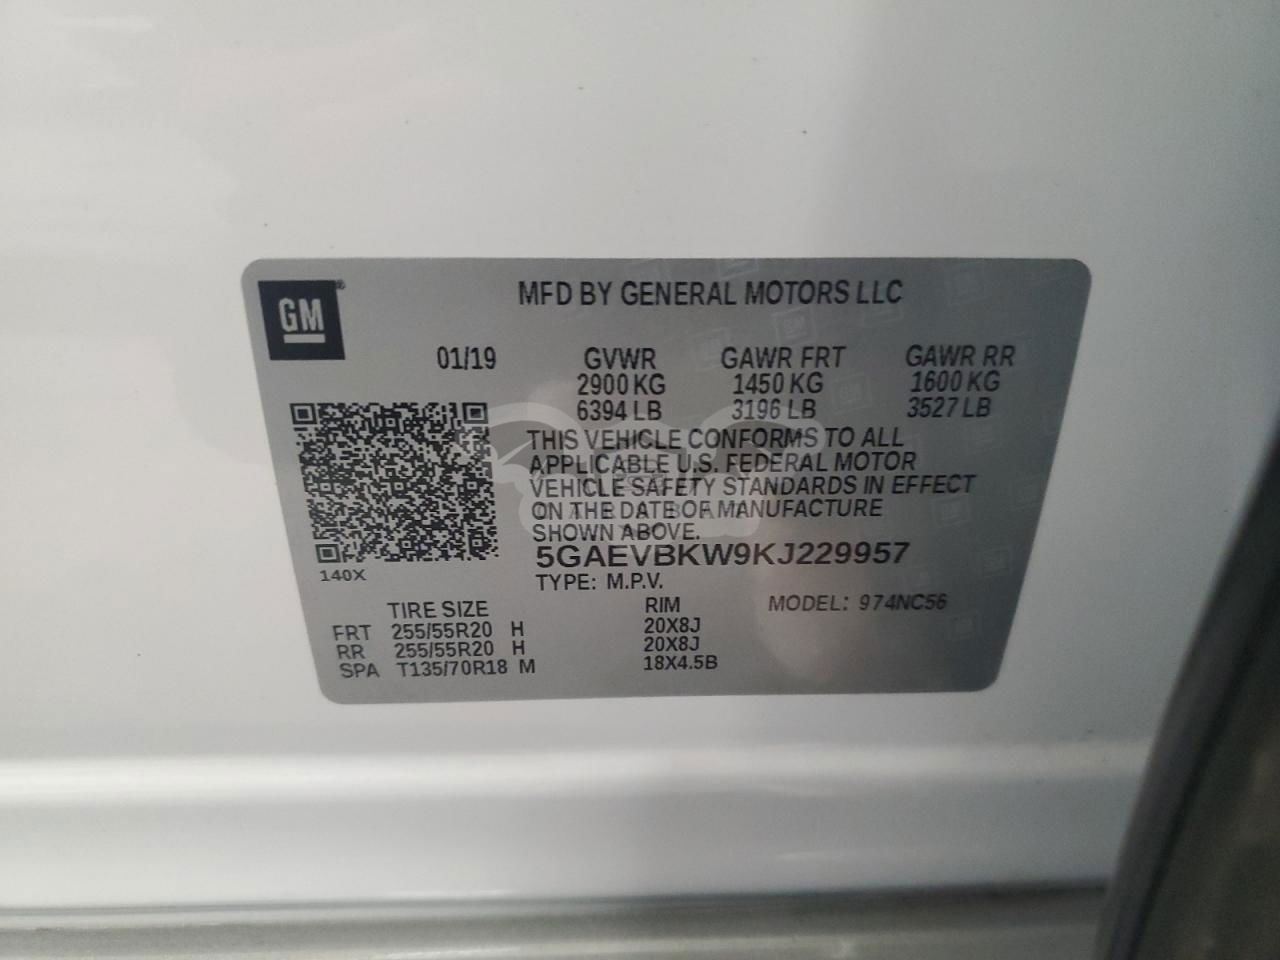 GM
MFD BY GENERAL MOTORS LLC
01/19 GVWR GAWR FRT GAWR RR
2900 KG 1450 KG 1600 KG
6394 LB 3196 LB 3527 LB
THIS VEHICLE CONFORMS TO ALL
APPLICABLE U.S. FEDERAL MOTOR
VEHICLE SAFETY STANDARDS IN EFFECT
ON THE DATE OF MANUFACTURE
SHOWN ABOVE.
5GAEVBKW9KJ229957
140X
TYPE: M.P.V.
TIRE SIZE RIM MODEL: 974NC56
FRT 255/55R20 H 20X8J
RR 255/55R20 H 20X8J
SPA T135/70R18 M 18X4.5B